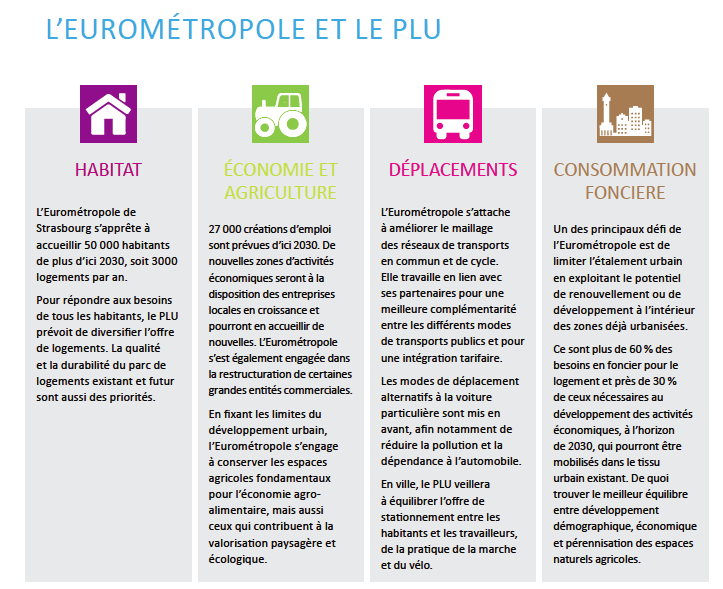 L'EUROMÉTROPOLE ET LE PLU
HABITAT
L'Eurométropole de
Strasbourg s'apprête à
accueillir 50 000 habitants
de plus d'ici 2030, soit 3000
logements par an.
Pour répondre aux besoins
de tous les habitants, le PLU
prévoit de diversifier l'offre
de logements. La qualité
et la durabilité du parc de
logements existant et futur
sont aussi des priorités.
ÉCONOMIE ET
AGRICULTURE
27 000 créations d'emploi
sont prévues d'ici 2030. De
nouvelles zones d'activités
économiques seront à la
disposition des entreprises
locales en croissance et
pourront en accueillir de
nouvelles. L'Eurométropole
s'est également engagée dans
la restructuration de certaines
grandes entités commerciales.
En fixant les limites du
développement urbain,
l'Eurométropole s'engage
à conserver les espaces
agricoles fondamentaux
pour l'économie agro-
alimentaire, mais aussi
ceux qui contribuent à la
valorisation paysagère et
écologique.
DÉPLACEMENTS
L'Eurométropole s'attache
à améliorer le maillage
des réseaux de transports
en commun et de cycle.
Elle travaille en lien avec
ses partenaires pour une
meilleure complémentarité
entre les différents modes
de transports publics et pour
une intégration tarifaire.
Les modes de déplacement
alternatifs à la voiture
particulière sont mis en
avant, afin notamment de
réduire la pollution et la
dépendance à l'automobile.
En ville, le PLU veillera
à équilibrer l'offre de
stationnement entre les
habitants et les travailleurs,
de la pratique de la marche
et du vélo.
CONSOMMATION
FONCIERE
Un des principaux défi de
l'Eurométropole est de
limiter l'étalement urbain
en exploitant le potentiel
de renouvellement ou de
développement à l'intérieur
des zones déjà urbanisées.
Ce sont plus de 60 % des
besoins en foncier pour le
logement et près de 30 %
de ceux nécessaires au
développement des activités
économiques, à l'horizon
de 2030, qui pourront être
mobilisés dans le tissu
urbain existant. De quoi
trouver le meilleur équilibre
entre développement
démographique, économique
et pérennisation des espaces
naturels agricoles.